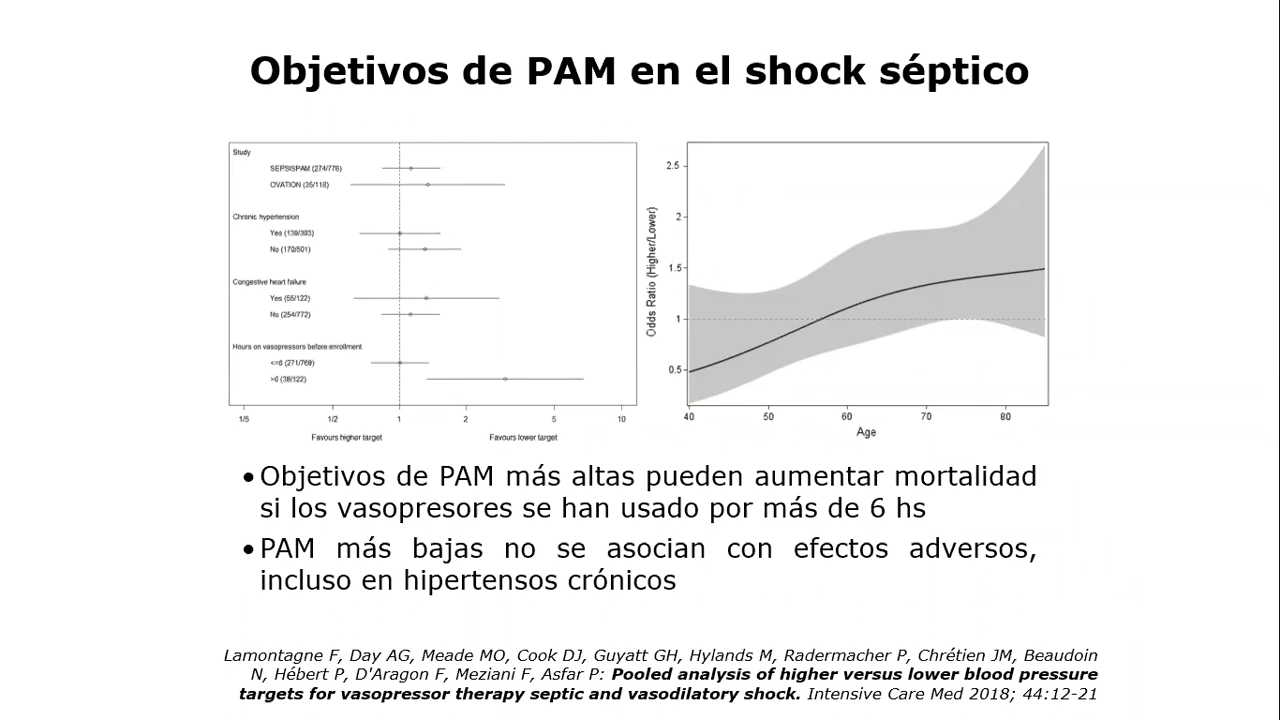 Objetivos de PAM en el shock séptico
Study
SEPSISPAM (274/776)
OVATION (35/118)
Chronic hypertension
Yes (139/393)
No (170/501)
Congestive heart failure
Yes (55/122)
No (254/772)
Hours on vasopressors before enrollment
<=6 (271/769)
>6 (38/122)
1/5 1/2 1 2 5 10
Favours higher target Favours lower target
Odds Ratio (Higher/Lower)
2.5
2
1.5
1
0.5
40 50 60 70 80
Age
• Objetivos de PAM más altas pueden aumentar mortalidad
si los vasopresores se han usado por más de 6 hs
• PAM más bajas no se asocian con efectos adversos,
incluso en hipertensos crónicos
Lamontagne F, Day AG, Meade MO, Cook DJ, Guyatt GH, Hylands M, Radermacher P, Chrétien JM, Beaudoin
N, Hébert P, D'Aragon F, Meziani F, Asfar P: Pooled analysis of higher versus lower blood pressure
targets for vasopressor therapy septic and vasodilatory shock. Intensive Care Med 2018; 44:12-21